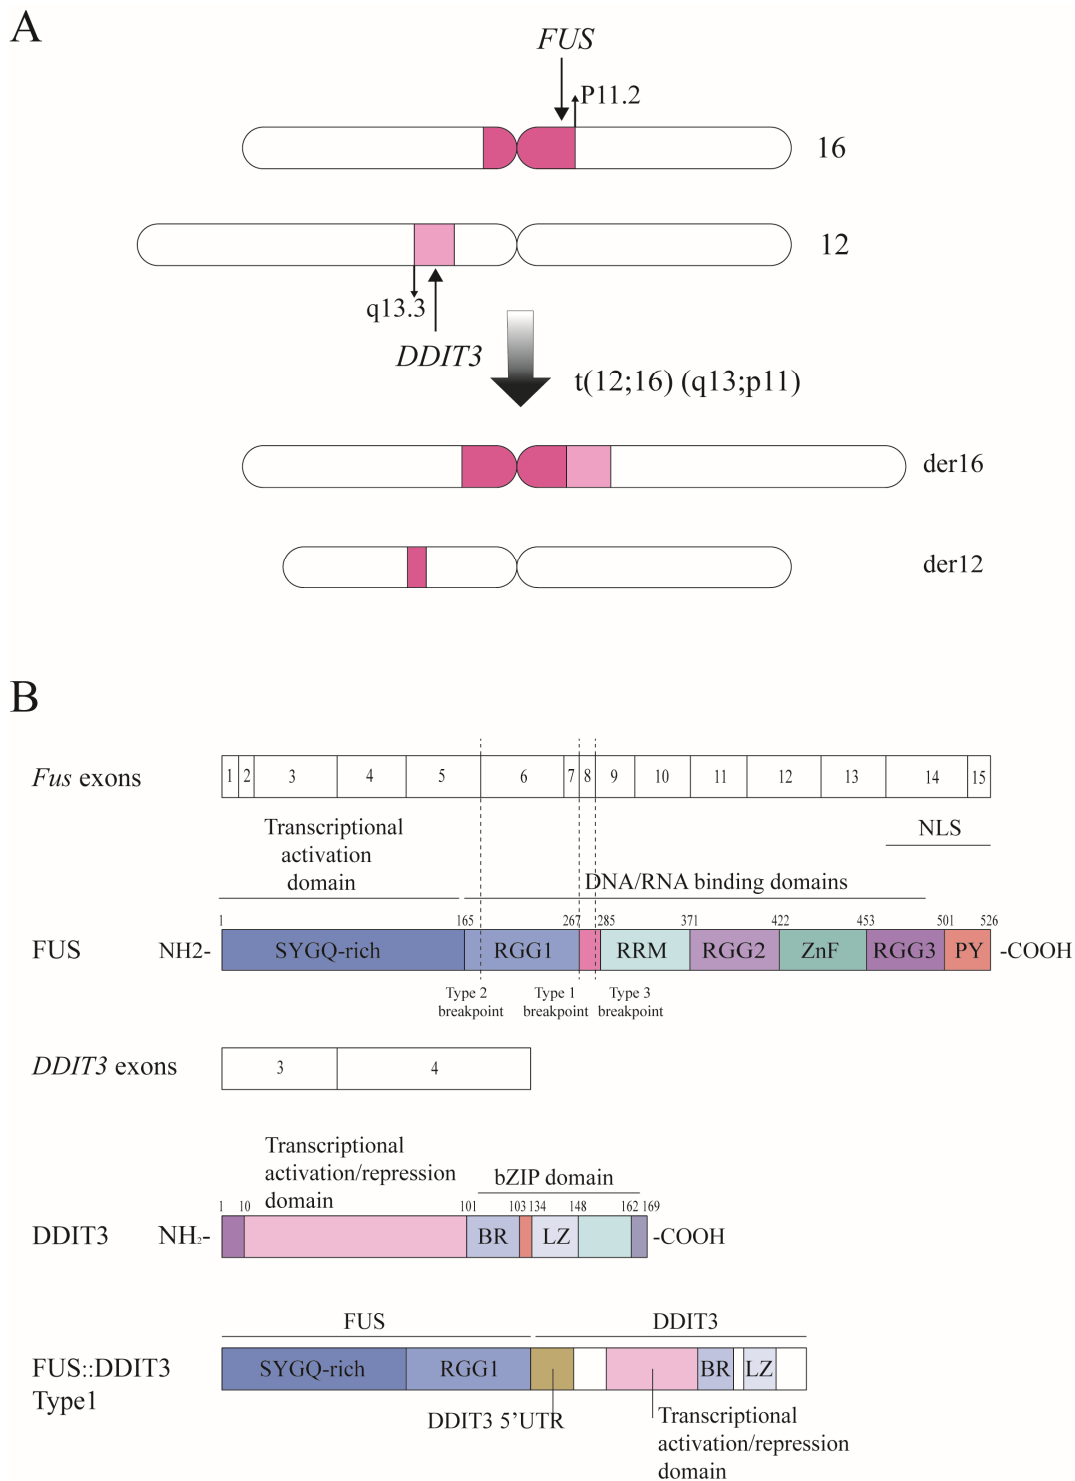 A
FUS
P11.2
16
12
q13.3
DDIT3
t(12;16) (q13;p11)
der16
der12
B
Fus exons
1 2 3 4 5 6 7 8 9 10 11 12 13 14 15
Transcriptional
activation
domain
NLS
DNA/RNA binding domains
1 165 267 285 371 422 453 501 526
FUS NH2- SYGQ-rich RGG1 RRM RGG2 ZnF RGG3 PY -COOH
Type 2
breakpoint
Type 1
breakpoint
Type 3
breakpoint
DDIT3 exons 3 4
Transcriptional
activation/repression
domain
bZIP domain
1 10 101 103 134 148 162 169
DDIT3 NH₂- BR LZ -COOH
FUS DDIT3
FUS::DDIT3
Type1
SYGQ-rich RGG1 BR LZ
DDIT3 5’UTR
Transcriptional
activation/repression
domain